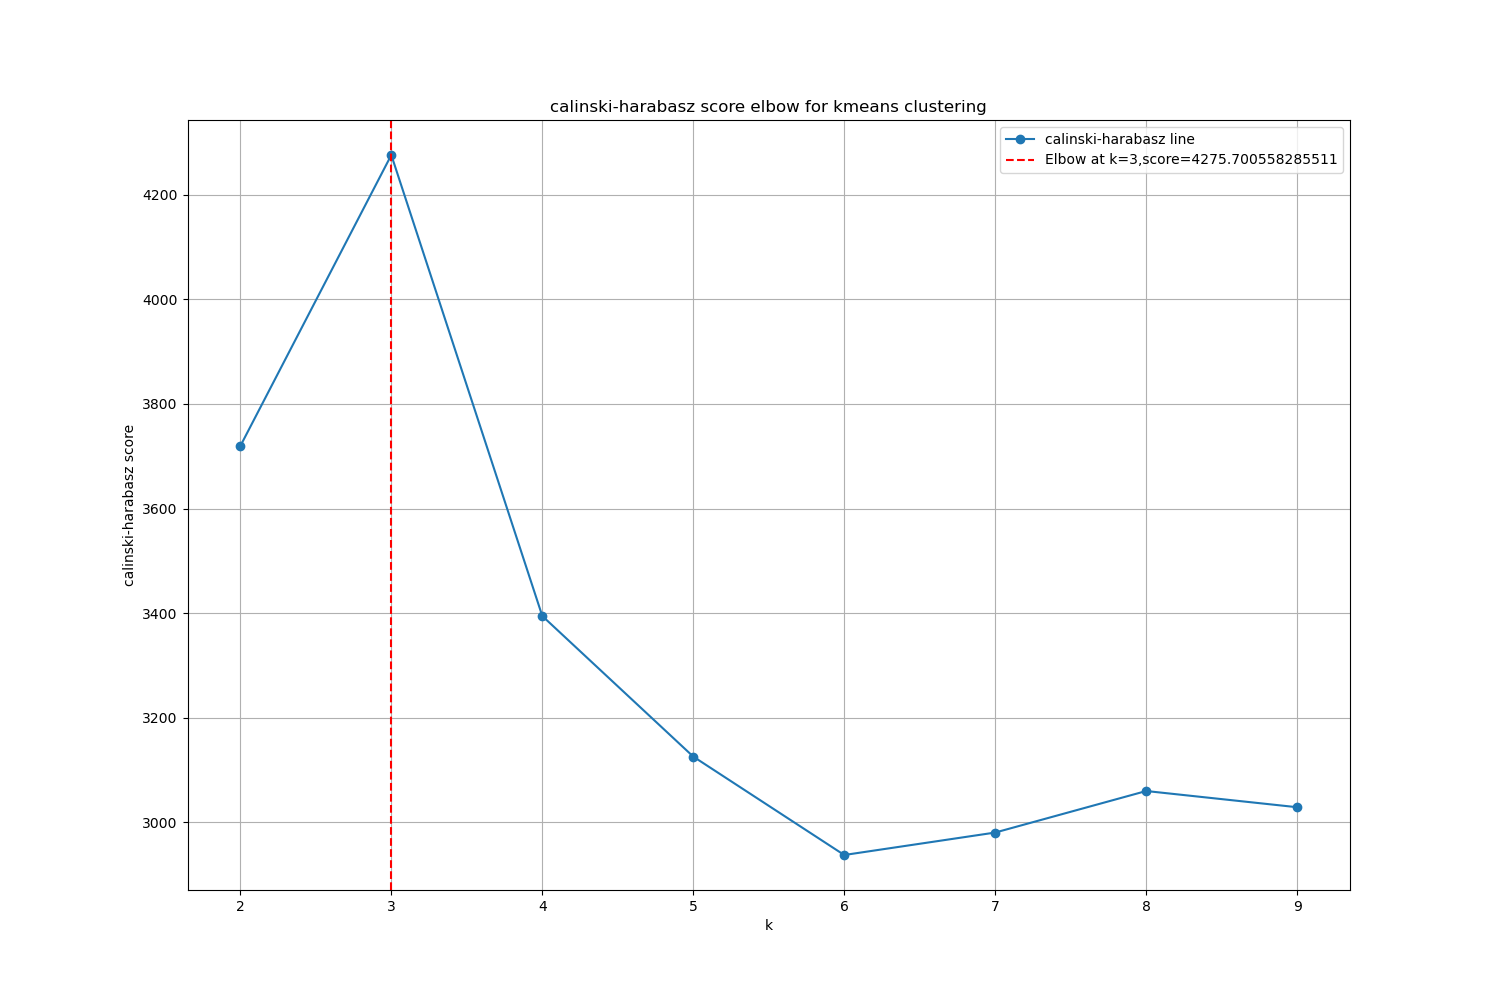 calinski-harabasz score elbow for kmeans clustering
calinski-harabasz line
Elbow at k=3,score=4275.700558285511
4200
4000
3800
3600
3400
3200
3000
calinski-harabasz score
2 3 4 5 6 7 8 9
k